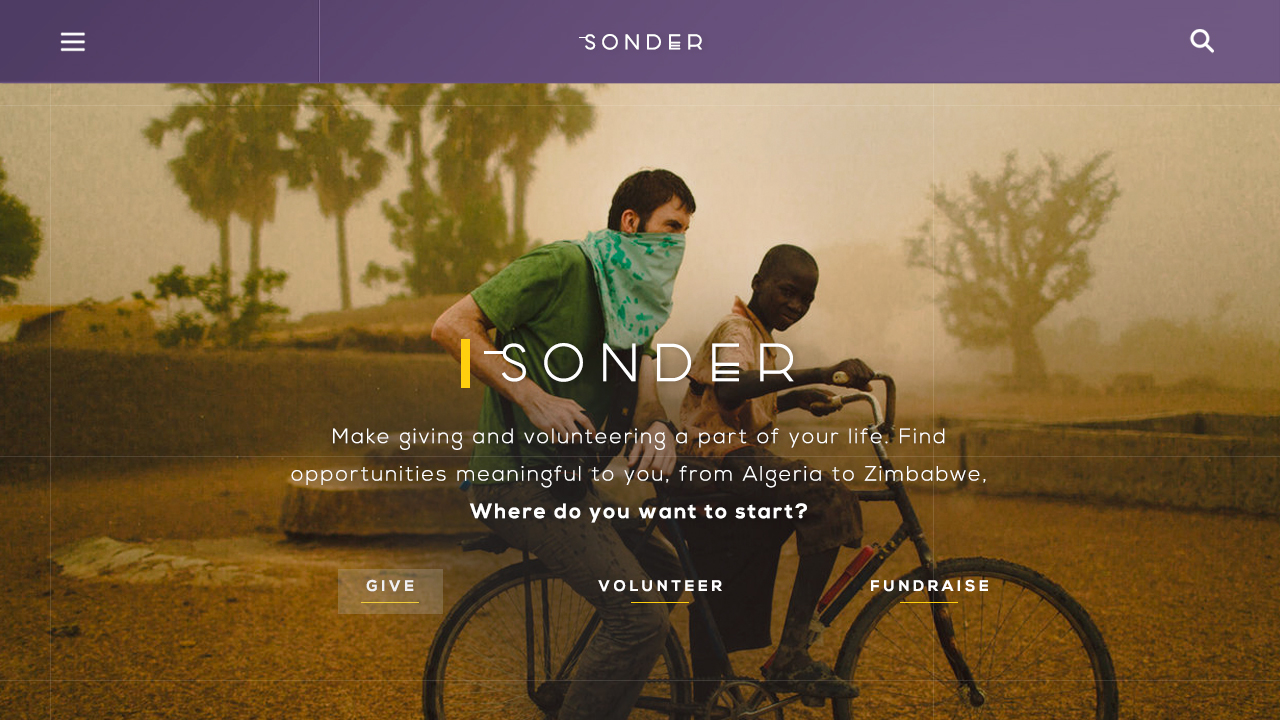 SONDER
SONDER
Make giving and volunteering a part of your life. Find
opportunities meaningful to you, from Algeria to Zimbabwe,
Where do you want to start?
GIVE
VOLUNTEER
FUNDRAISE